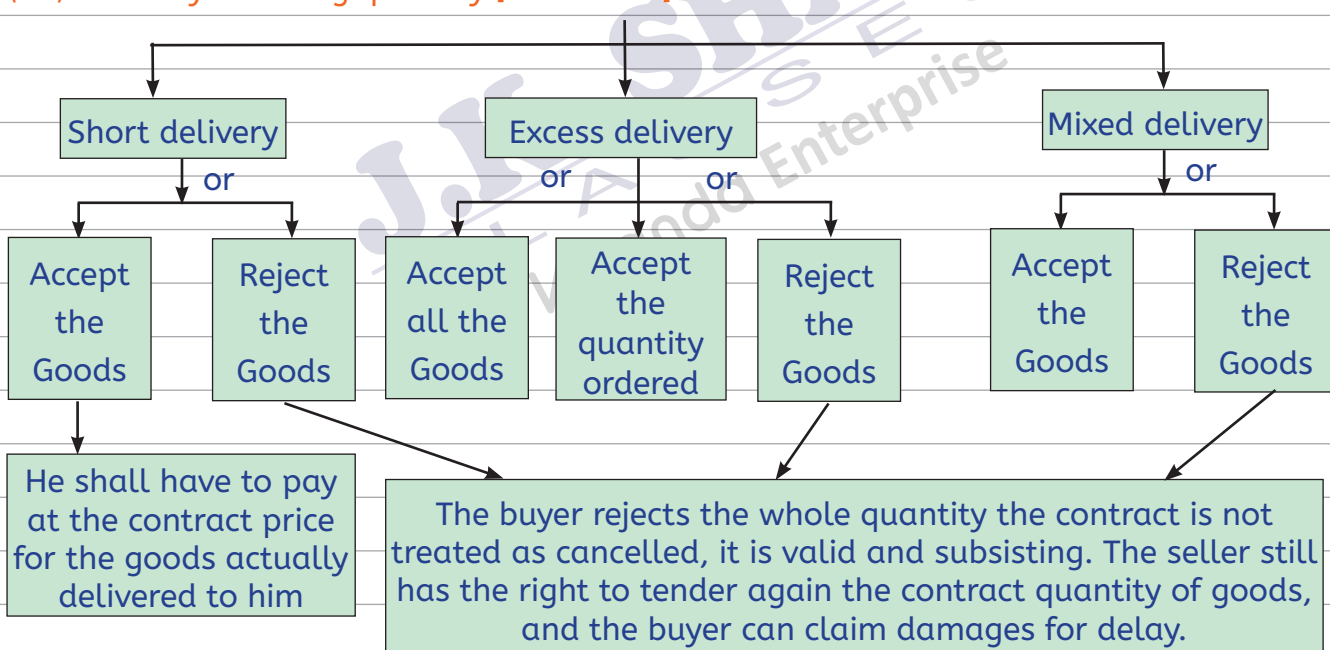 Short delivery
Excess delivery
Mixed delivery
or
or
or
or
Accept
the
Goods
Reject
the
Goods
Accept
all the
Goods
Accept
the
quantity
ordered
Reject
the
Goods
Accept
the
Goods
Reject
the
Goods
He shall have to pay
at the contract price
for the goods actually
delivered to him
The buyer rejects the whole quantity the contract is not
treated as cancelled, it is valid and subsisting. The seller still
has the right to tender again the contract quantity of goods,
and the buyer can claim damages for delay.
J.K
Enterprise